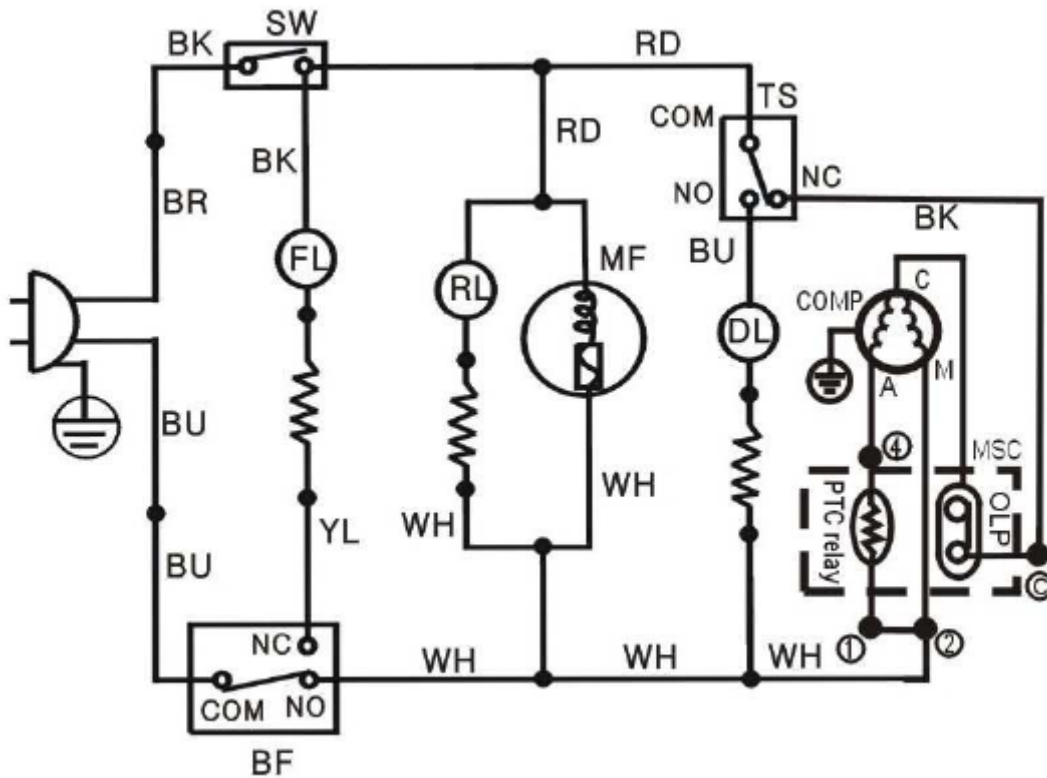 SW
BK
RD
TS
COM
RD
BK
NC
NO
BR
BK
BU
MF
FL
C
RL
COMP
DL
M
A
BU
④
MSC
WH
WH
PTC relay
OLP
YL
BU
Ⓒ
①
②
NC
WH
WH
WH
COM
NO
BF